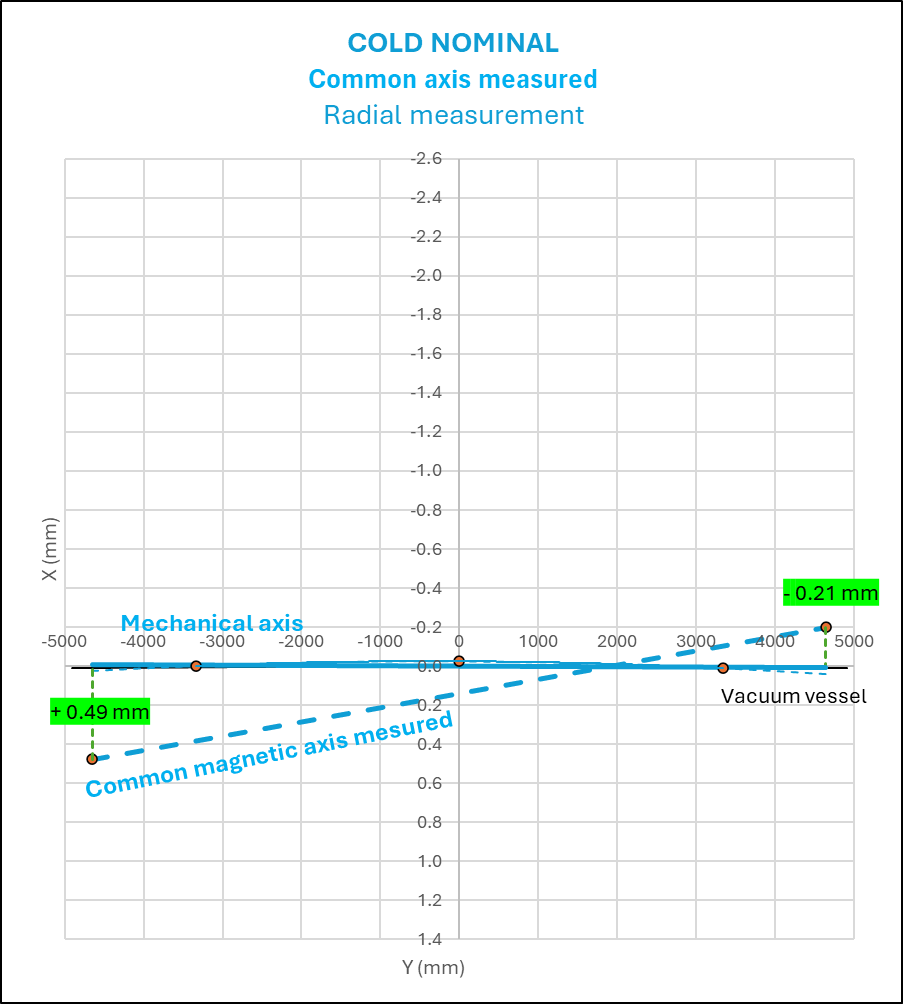 COLD NOMINAL
Common axis measured
Radial measurement
-2.6
-2.4
-2.2
-2.0
-1.8
-1.6
-1.4
-1.2
-1.0
-0.8
-0.6
X (mm)
-0.4
- 0.21 mm
-0.2
Mechanical axis
-5000 -4000 -3000 -2000 -1000 0 1000 2000 3000 4000 5000
0.0
Vacuum vessel
0.2
+ 0.49 mm
Common magnetic axis mesured
0.4
0.6
0.8
1.0
1.2
1.4
Y (mm)